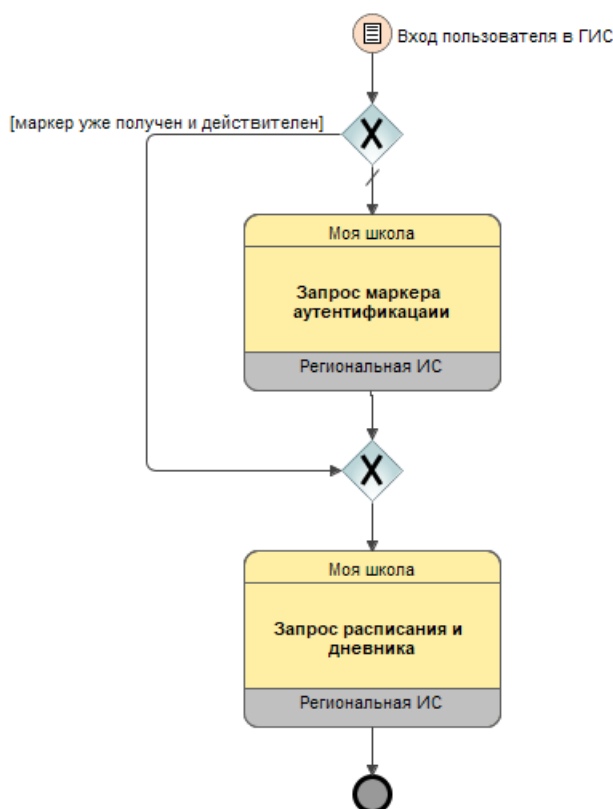 Вход пользователя в ГИС
[маркер уже получен и действителен]
Моя школа
Запрос маркера
аутентификацаии
Региональная ИС
Моя школа
Запрос расписания и
дневника
Региональная ИС